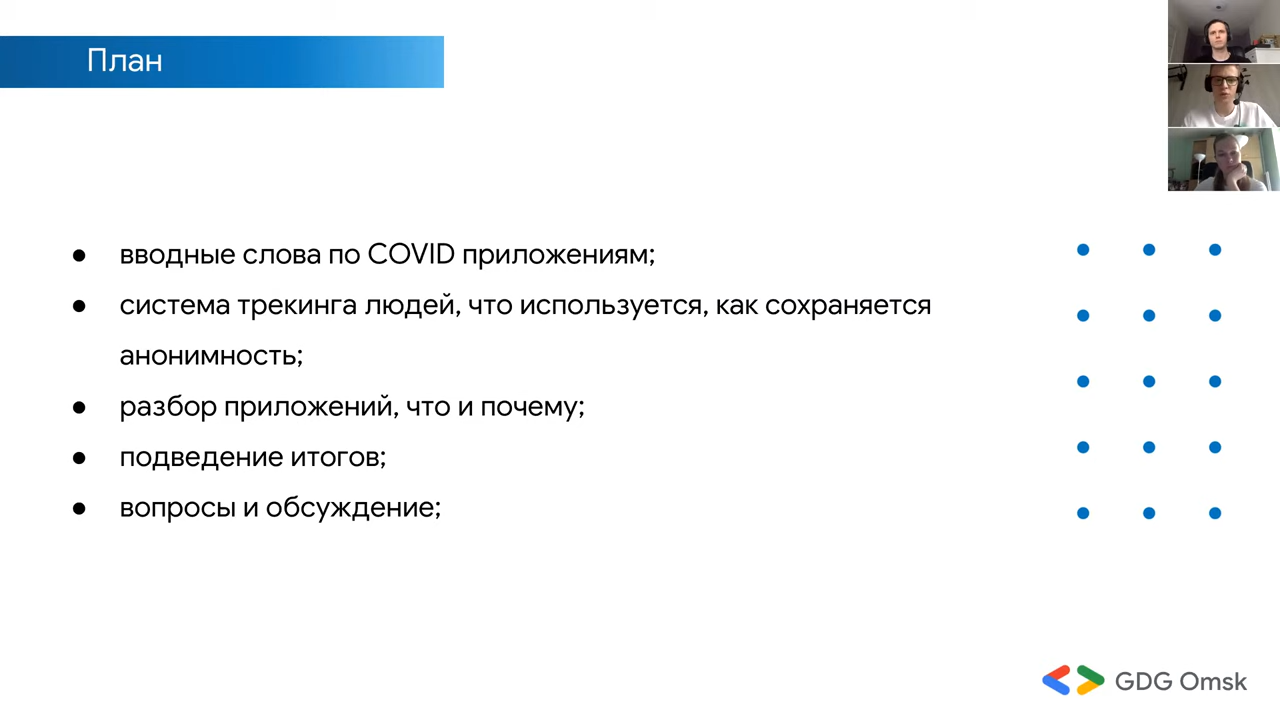 План
● вводные слова по COVID приложениям;
● система трекинга людей, что используется, как сохраняется
анонимность;
● разбор приложений, что и почему;
● подведение итогов;
● вопросы и обсуждение;
GDG Omsk